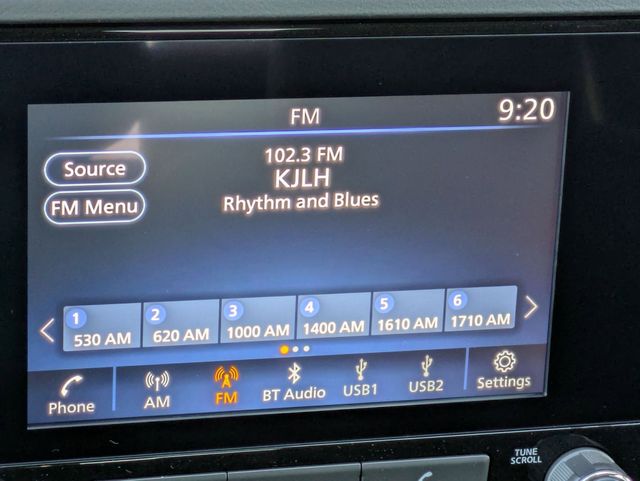 FM 9:20
102.3 FM
Source
KJLH
FM Menu
Rhythm and Blues
1 2 3 4 5 6
530 AM 620 AM 1000 AM 1400 AM 1610 AM 1710 AM
Phone AM FM BT Audio USB1 USB2 Settings
TUNE
SCROLL